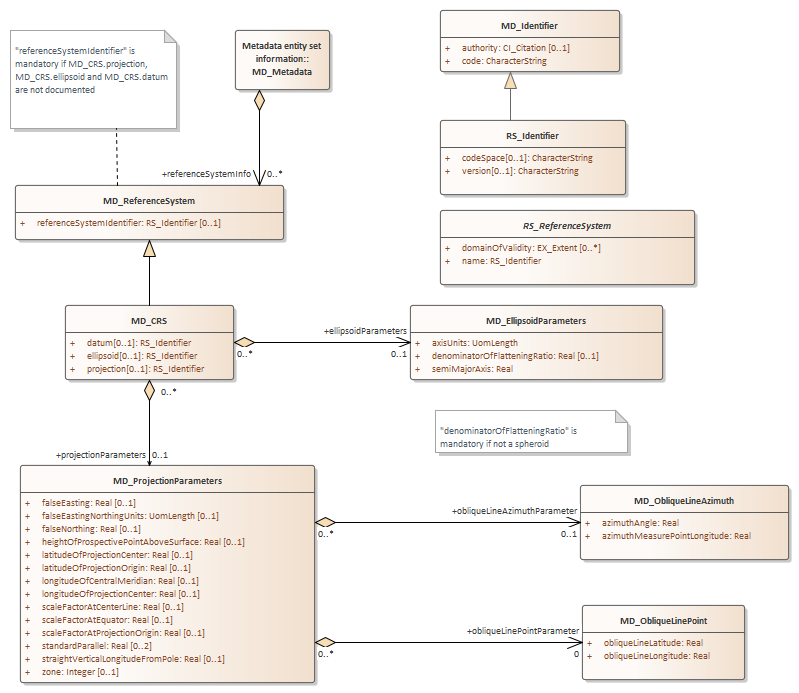 "referenceSystemIdentifier" is
mandatory if MD_CRS.projection,
MD_CRS.ellipsoid and MD_CRS.datum
are not documented
Metadata entity set
information::
MD_Metadata
+referenceSystemInfo
0..*
MD_Identifier
+ authority: CI_Citation [0..1]
+ code: CharacterString
RS_Identifier
+ codeSpace[0..1]: CharacterString
+ version[0..1]: CharacterString
MD_ReferenceSystem
+ referenceSystemIdentifier: RS_Identifier [0..1]
RS_ReferenceSystem
+ domainOfValidity: EX_Extent [0..*]
+ name: RS_Identifier
MD_CRS
+ datum[0..1]: RS_Identifier
+ ellipsoid[0..1]: RS_Identifier
+ projection[0..1]: RS_Identifier
0..*
+ellipsoidParameters
0..1
MD_EllipsoidParameters
+ axisUnits: UomLength
+ denominatorOfFlatteningRatio: Real [0..1]
+ semiMajorAxis: Real
0..*
+projectionParameters
0..1
"denominatorOfFlatteningRatio" is
mandatory if not a spheroid
MD_ProjectionParameters
+ falseEasting: Real [0..1]
+ falseEastingNorthingUnits: UomLength [0..1]
+ falseNorthing: Real [0..1]
+ heightOfProspectivePointAboveSurface: Real [0..1]
+ latitudeOfProjectionCenter: Real [0..1]
+ latitudeOfProjectionOrigin: Real [0..1]
+ longitudeOfCentralMeridian: Real [0..1]
+ longitudeOfProjectionCenter: Real [0..1]
+ scaleFactorAtCenterLine: Real [0..1]
+ scaleFactorAtEquator: Real [0..1]
+ scaleFactorAtProjectionOrigin: Real [0..1]
+ standardParallel: Real [0..2]
+ straightVerticalLongitudeFromPole: Real [0..1]
+ zone: Integer [0..1]
0..*
+obliqueLineAzimuthParameter
0..1
MD_ObliqueLineAzimuth
+ azimuthAngle: Real
+ azimuthMeasurePointLongitude: Real
0..*
+obliqueLinePointParameter
0
MD_ObliqueLinePoint
+ obliqueLineLatitude: Real
+ obliqueLineLongitude: Real